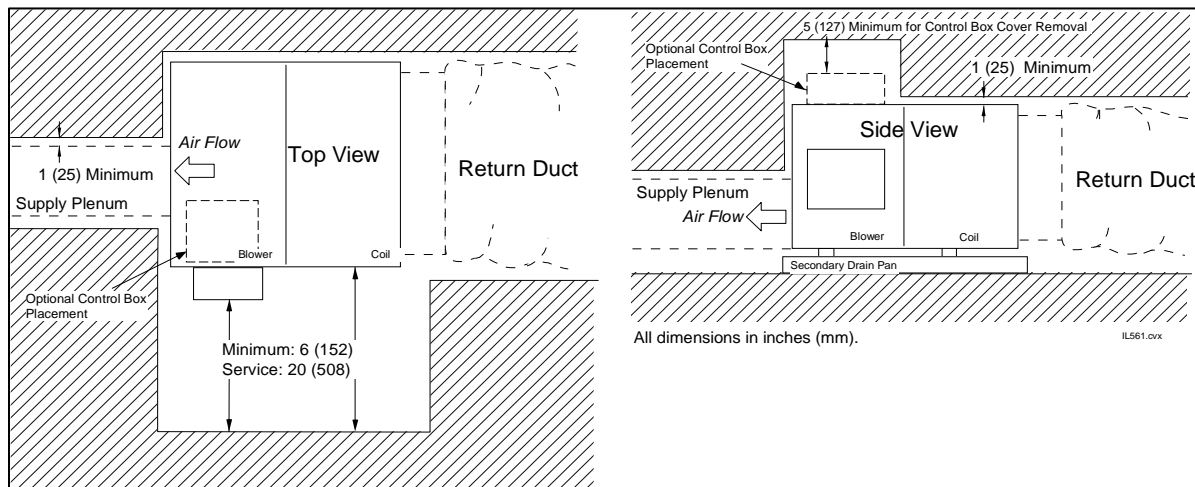 Air Flow
Top View
1 (25) Minimum
Supply Plenum
Return Duct
Blower
Coil
Optional Control Box
Placement
Minimum: 6 (152)
Service: 20 (508)
5 (127) Minimum for Control Box Cover Removal
Optional Control Box
Placement
1 (25) Minimum
Side View
Return Duct
Supply Plenum
Air Flow
Blower
Coil
Secondary Drain Pan
All dimensions in inches (mm).
IL561.cvx